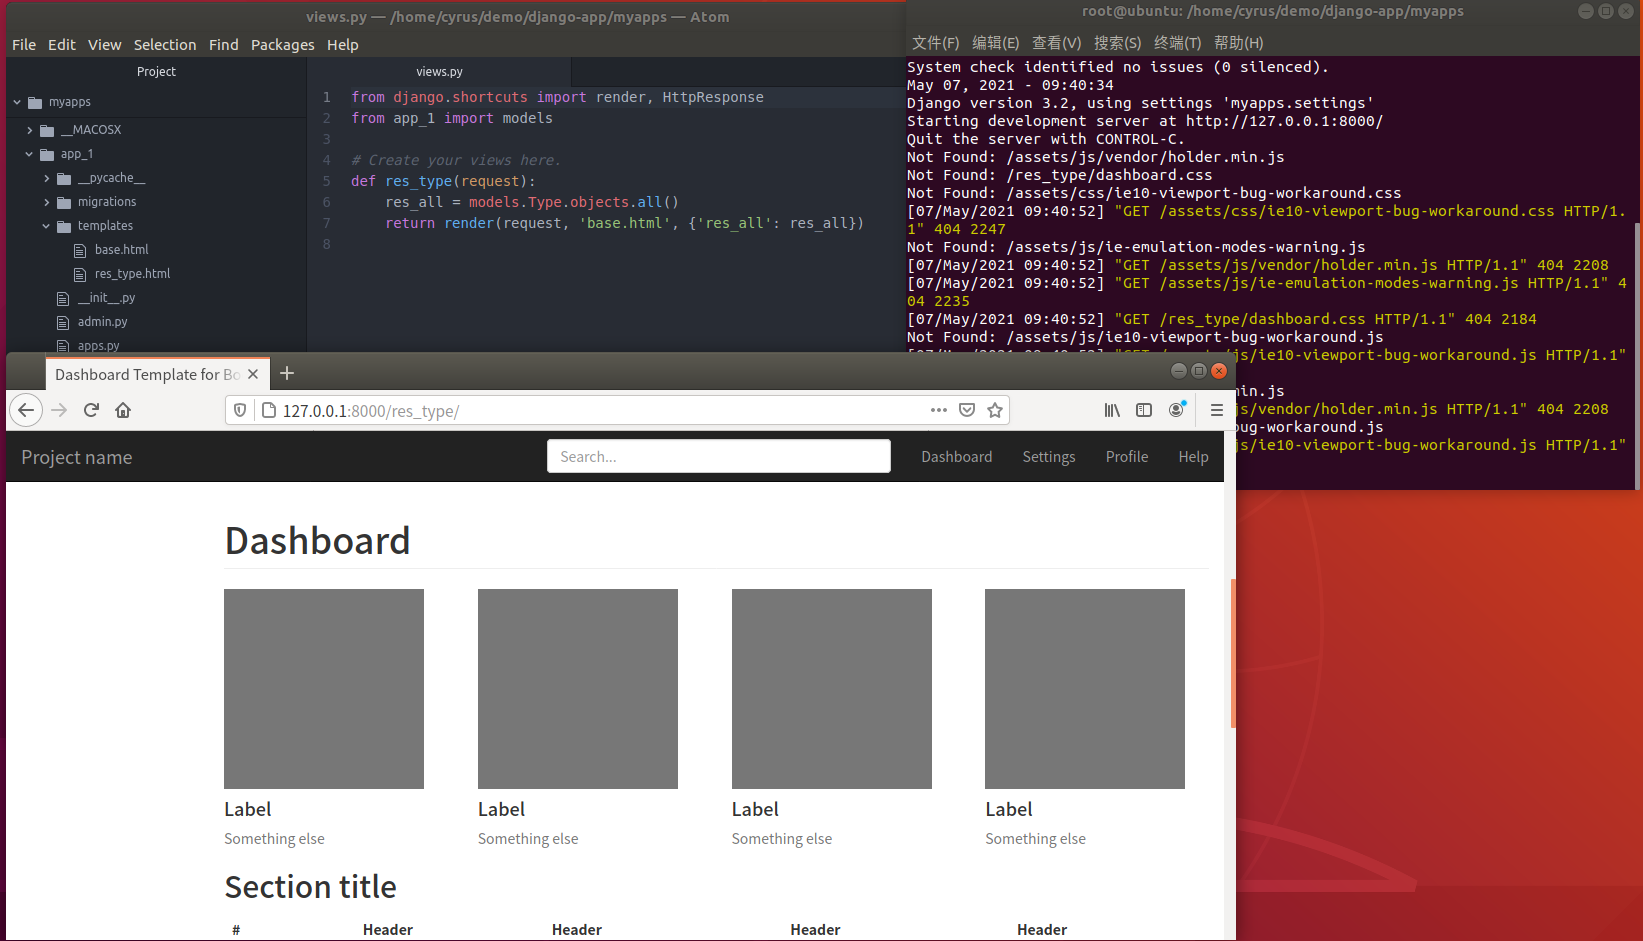 views.py — /home/cyrus/demo/django-app/myapps — Atom
File Edit View Selection Find Packages Help
Project
myapps
__MACOSX
app_1
__pycache__
migrations
templates
base.html
res_type.html
__init__.py
admin.py
apps.py
views.py
1 from django.shortcuts import render, HttpResponse
2 from app_1 import models
3
4 # Create your views here.
5 def res_type(request):
6 res_all = models.Type.objects.all()
7 return render(request, 'base.html', {'res_all': res_all})
8
root@ubuntu: /home/cyrus/demo/django-app/myapps
文件(F) 编辑(E) 查看(V) 搜索(S) 终端(T) 帮助(H)
System check identified no issues (0 silenced).
May 07, 2021 - 09:40:34
Django version 3.2, using settings 'myapps.settings'
Starting development server at http://127.0.0.1:8000/
Quit the server with CONTROL-C.
Not Found: /assets/js/vendor/holder.min.js
Not Found: /res_type/dashboard.css
Not Found: /assets/css/ie10-viewport-bug-workaround.css
[07/May/2021 09:40:52] "GET /assets/css/ie10-viewport-bug-workaround.css HTTP/1.
1" 404 2247
Not Found: /assets/js/ie-emulation-modes-warning.js
[07/May/2021 09:40:52] "GET /assets/js/vendor/holder.min.js HTTP/1.1" 404 2208
[07/May/2021 09:40:52] "GET /assets/js/ie-emulation-modes-warning.js HTTP/1.1" 4
04 2235
[07/May/2021 09:40:52] "GET /res_type/dashboard.css HTTP/1.1" 404 2184
Not Found: /assets/js/ie10-viewport-bug-workaround.js
js/ie10-viewport-bug-workaround.js HTTP/1.1"
min.js
js/vendor/holder.min.js HTTP/1.1" 404 2208
bug-workaround.js
js/ie10-viewport-bug-workaround.js HTTP/1.1"
Dashboard Template for Bo
127.0.0.1:8000/res_type/
Project name
Search...
Dashboard Settings Profile Help
Dashboard
Label Label Label Label
Something else Something else Something else Something else
Section title
# Header Header Header Header